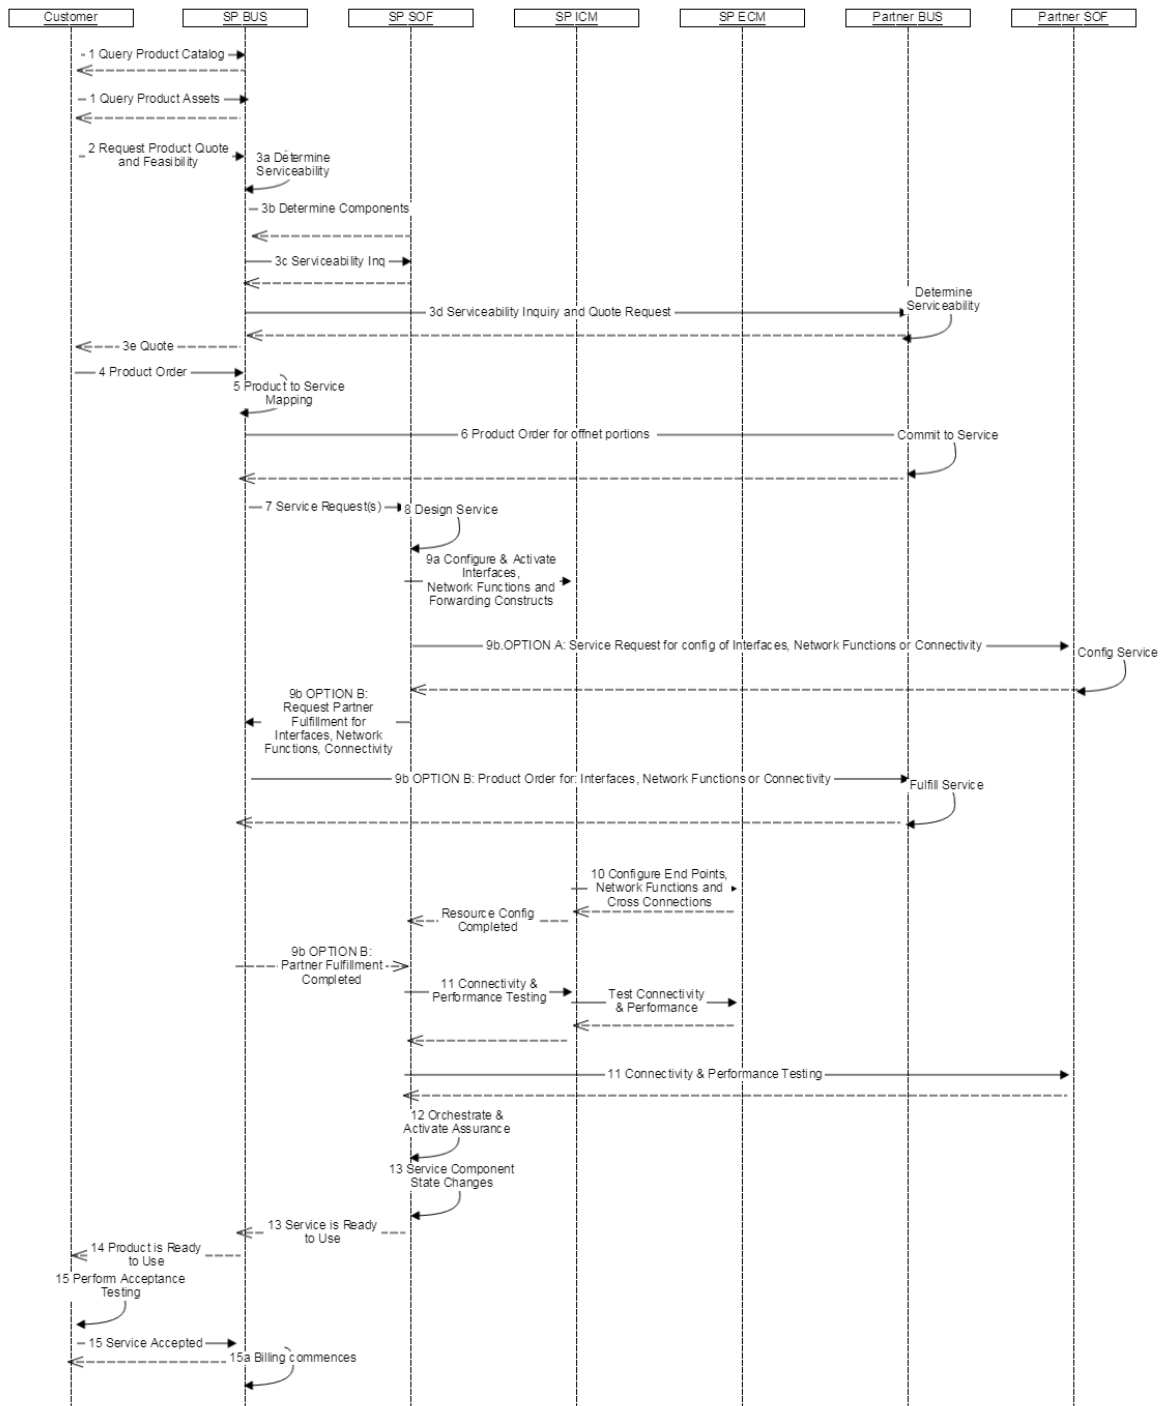 Customer
SP BUS
SP SOF
SP ICM
SP ECM
Partner BUS
Partner SOF
1 Query Product Catalog
1 Query Product Assets
2 Request Product Quote
and Feasibility
3a Determine
Serviceability
3b Determine Components
3c Serviceability Inq
Determine
Serviceability
3d Serviceability Inquiry and Quote Request
3e Quote
4 Product Order
5 Product to Service
Mapping
6 Product Order for offnet portions
Commit to Service
7 Service Request(s)
8 Design Service
9a Configure & Activate
Interfaces,
Network Functions and
Forwarding Constructs
9b.OPTION A: Service Request for config of Interfaces, Network Functions or Connectivity
Config Service
9b OPTION B:
Request Partner
Fulfillment for
Interfaces, Network
Functions, Connectivity
9b OPTION B: Product Order for: Interfaces, Network Functions or Connectivity
Fulfill Service
10 Configure End Points,
Network Functions and
Cross Connections
Resource Config
Completed
9b OPTION B:
Partner Fulfillment
Completed
11 Connectivity &
Performance Testing
Test Connectivity
& Performance
11 Connectivity & Performance Testing
12 Orchestrate &
Activate Assurance
13 Service Component
State Changes
13 Service is Ready
to Use
14 Product is Ready
to Use
15 Perform Acceptance
Testing
15 Service Accepted
15a Billing commences